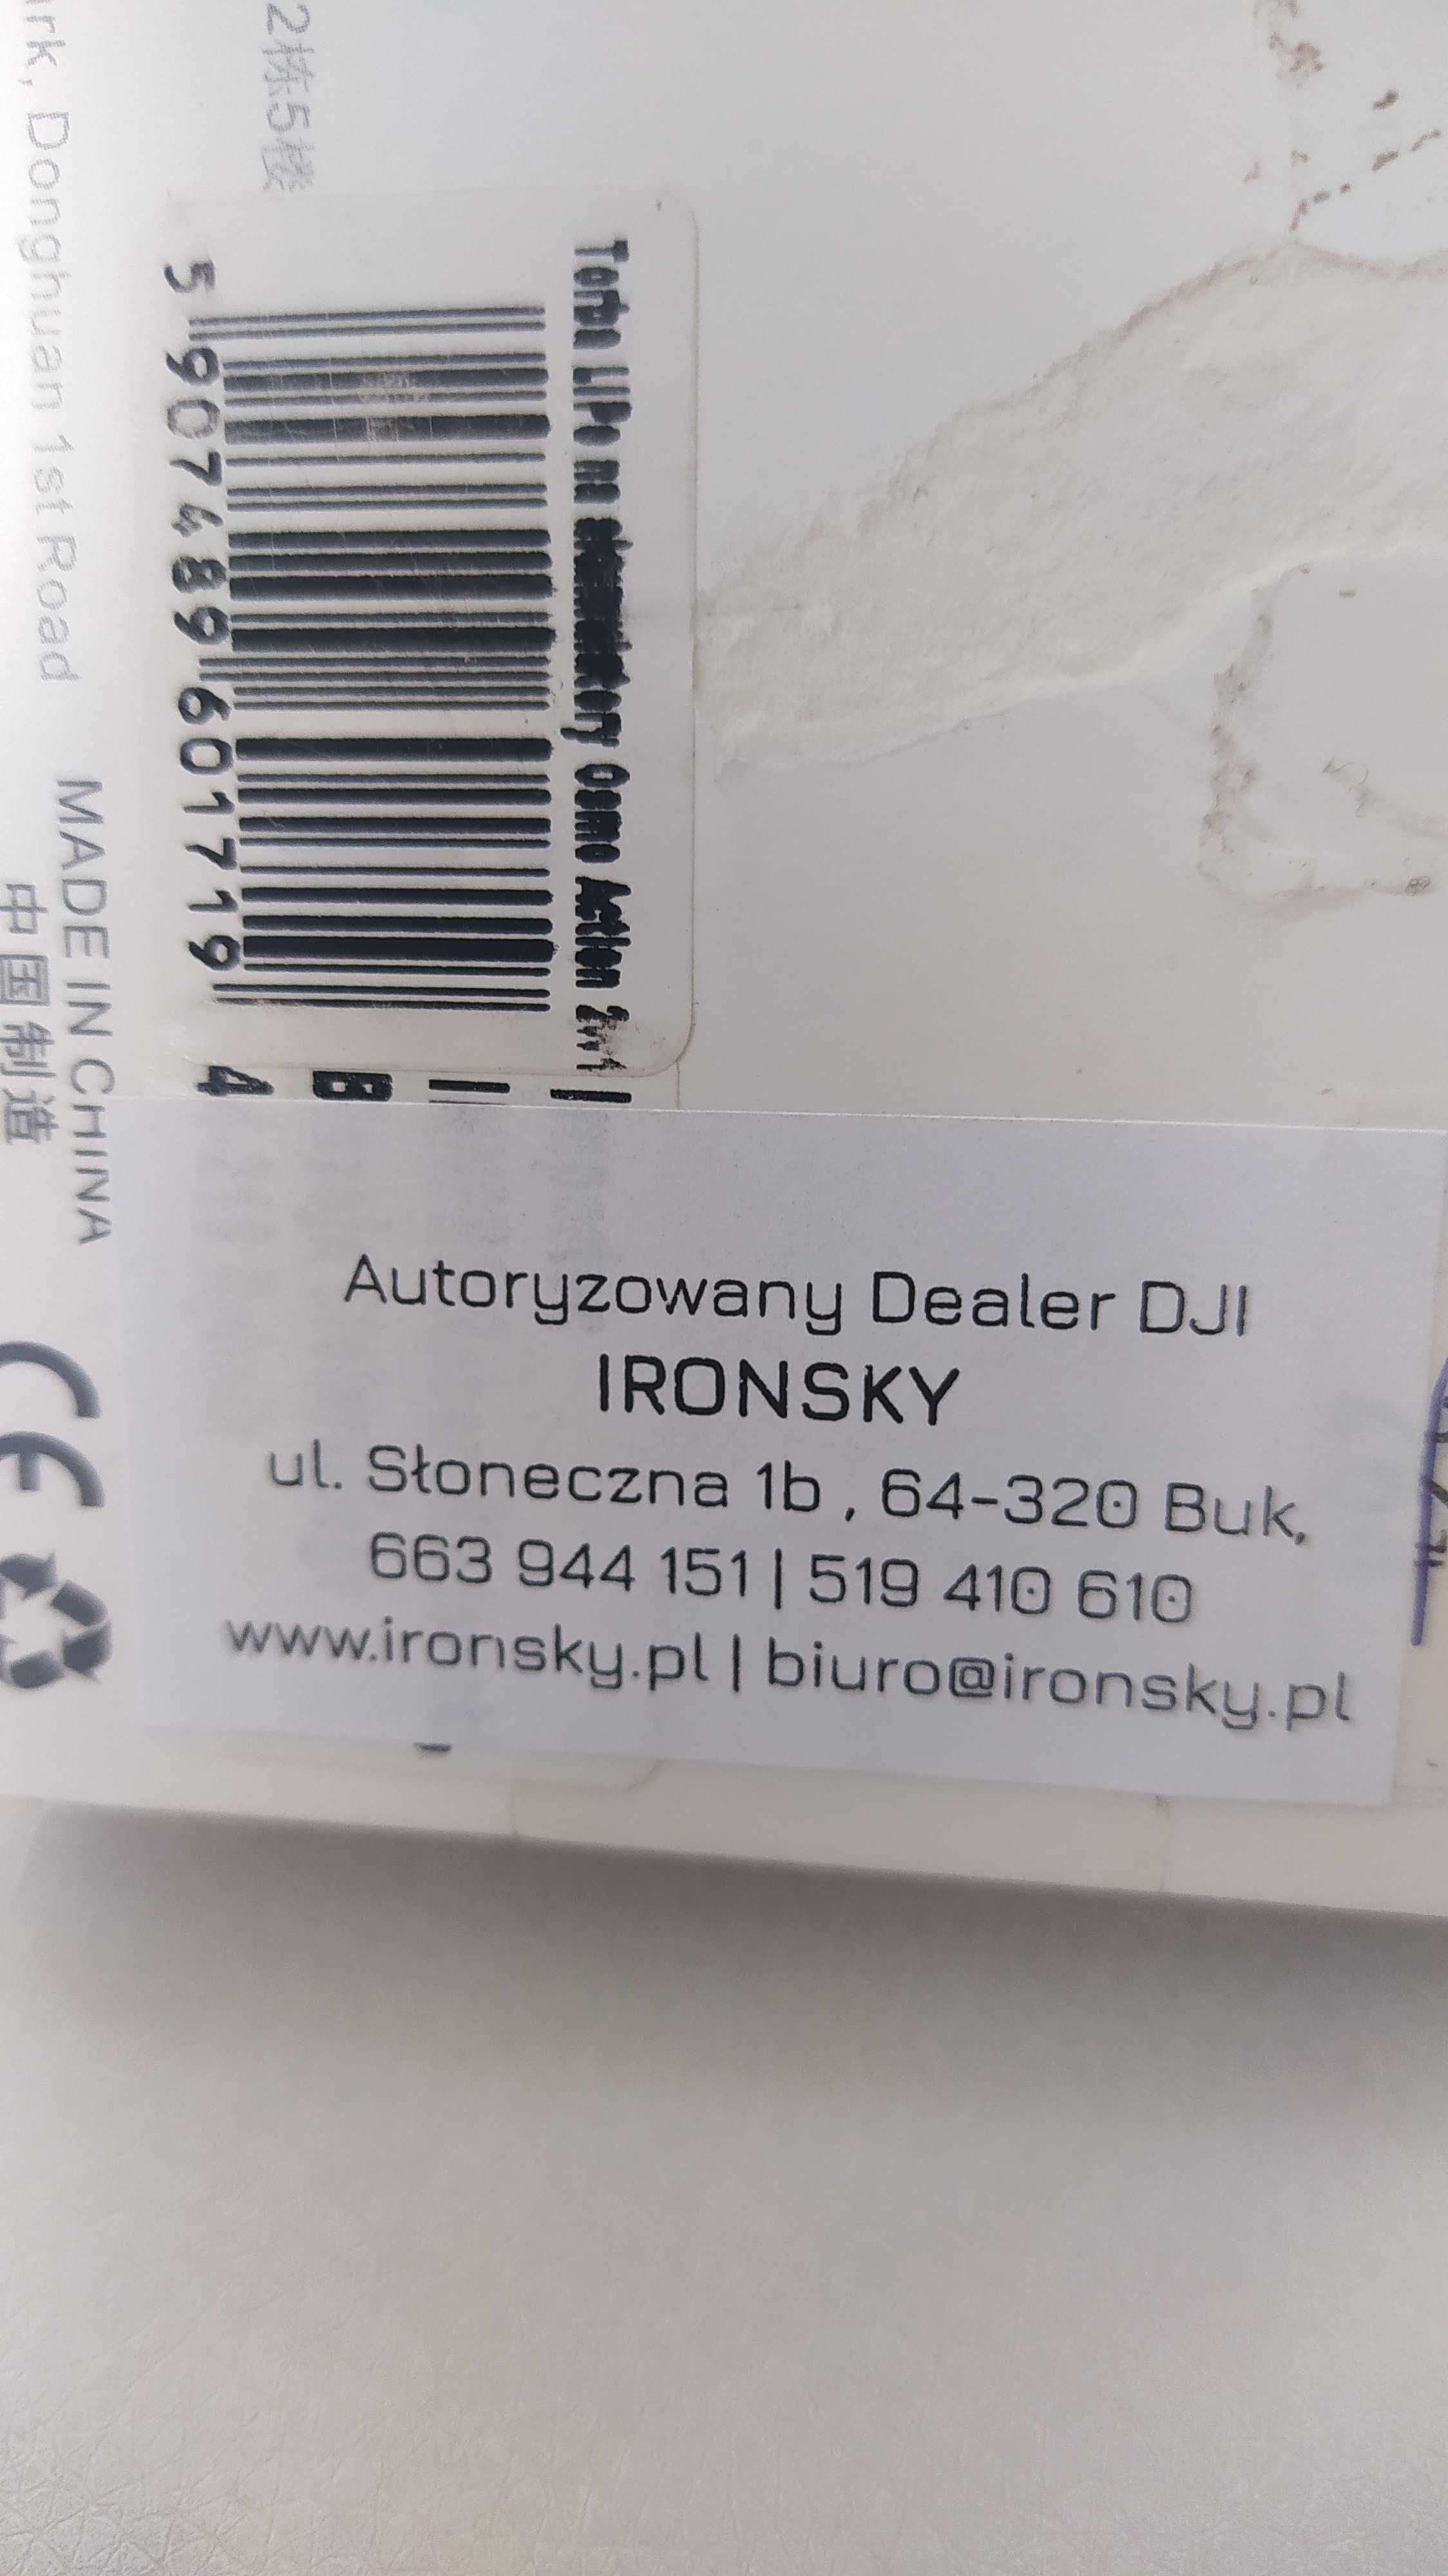 Autoryzowany Dealer DJI
IRONSKY
ul. Słoneczna 1b , 64-320 Buk,
663 944 151 | 519 410 610
www.ironsky.pl | biuro@ironsky.pl
Torba LiPo na akumulatory Osmo Action 2w1
5 907489 601719
2栋5楼
Donghuan 1st Road
MADE IN CHINA
中国制造
CE